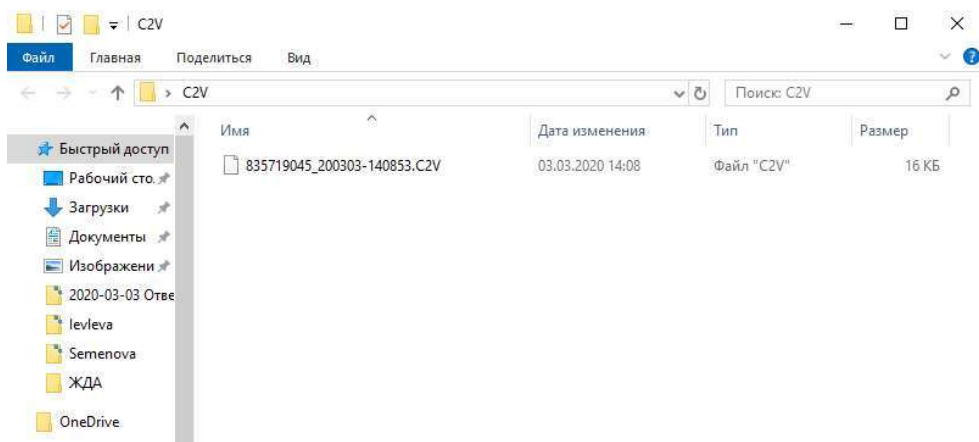 C2V
Файл Главная Поделиться Вид
C2V Поиск: C2V
Имя Дата изменения Тип Размер
835719045_200303-140853.C2V 03.03.2020 14:08 Файл "C2V" 16 КБ
Быстрый доступ
Рабочий сто.
Загрузки
Документы
Изображени
2020-03-03 Отве
Ievleva
Semenova
ЖДА
OneDrive